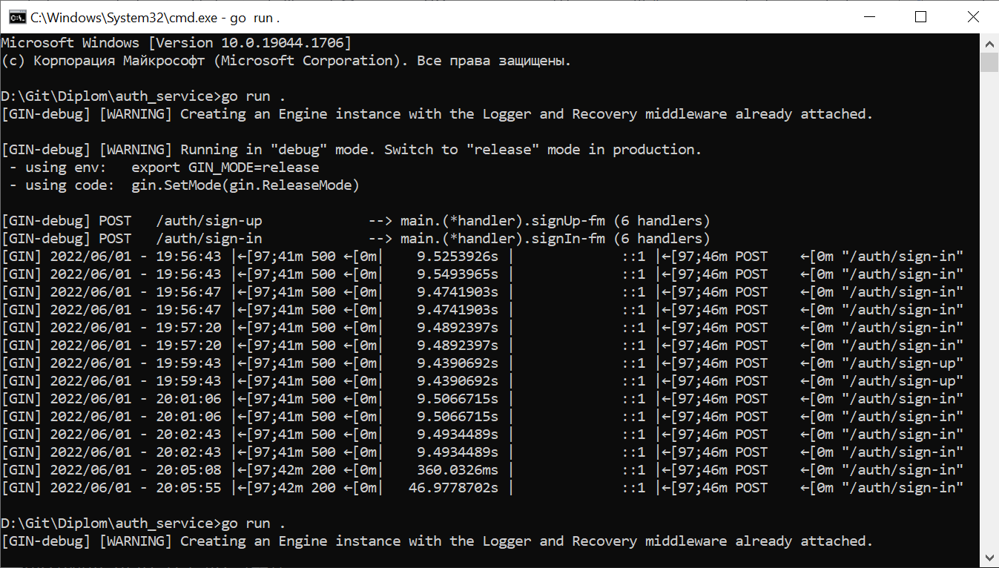 C:\Windows\System32\cmd.exe - go  run .
Microsoft Windows [Version 10.0.19044.1706]
(c) Корпорация Майкрософт (Microsoft Corporation). Все права защищены.
D:\Git\Diplom\auth_service>go run .
[GIN-debug] [WARNING] Creating an Engine instance with the Logger and Recovery middleware already attached.
[GIN-debug] [WARNING] Running in "debug" mode. Switch to "release" mode in production.
 - using env:   export GIN_MODE=release
 - using code:  gin.SetMode(gin.ReleaseMode)
[GIN-debug] POST   /auth/sign-up             --> main.(*handler).signUp-fm (6 handlers)
[GIN-debug] POST   /auth/sign-in             --> main.(*handler).signIn-fm (6 handlers)
[GIN] 2022/06/01 - 19:56:43 |←[97;41m 500 ←[0m|    9.5253926s |             ::1 |←[97;46m POST    ←[0m "/auth/sign-in"
[GIN] 2022/06/01 - 19:56:43 |←[97;41m 500 ←[0m|    9.5493965s |             ::1 |←[97;46m POST    ←[0m "/auth/sign-in"
[GIN] 2022/06/01 - 19:56:47 |←[97;41m 500 ←[0m|    9.4741903s |             ::1 |←[97;46m POST    ←[0m "/auth/sign-in"
[GIN] 2022/06/01 - 19:56:47 |←[97;41m 500 ←[0m|    9.4741903s |             ::1 |←[97;46m POST    ←[0m "/auth/sign-in"
[GIN] 2022/06/01 - 19:57:20 |←[97;41m 500 ←[0m|    9.4892397s |             ::1 |←[97;46m POST    ←[0m "/auth/sign-in"
[GIN] 2022/06/01 - 19:57:20 |←[97;41m 500 ←[0m|    9.4892397s |             ::1 |←[97;46m POST    ←[0m "/auth/sign-in"
[GIN] 2022/06/01 - 19:59:43 |←[97;41m 500 ←[0m|    9.4390692s |             ::1 |←[97;46m POST    ←[0m "/auth/sign-up"
[GIN] 2022/06/01 - 19:59:43 |←[97;41m 500 ←[0m|    9.4390692s |             ::1 |←[97;46m POST    ←[0m "/auth/sign-up"
[GIN] 2022/06/01 - 20:01:06 |←[97;41m 500 ←[0m|    9.5066715s |             ::1 |←[97;46m POST    ←[0m "/auth/sign-in"
[GIN] 2022/06/01 - 20:01:06 |←[97;41m 500 ←[0m|    9.5066715s |             ::1 |←[97;46m POST    ←[0m "/auth/sign-in"
[GIN] 2022/06/01 - 20:02:43 |←[97;41m 500 ←[0m|    9.4934489s |             ::1 |←[97;46m POST    ←[0m "/auth/sign-in"
[GIN] 2022/06/01 - 20:02:43 |←[97;41m 500 ←[0m|    9.4934489s |             ::1 |←[97;46m POST    ←[0m "/auth/sign-in"
[GIN] 2022/06/01 - 20:05:08 |←[97;42m 200 ←[0m|    360.0326ms |             ::1 |←[97;46m POST    ←[0m "/auth/sign-in"
[GIN] 2022/06/01 - 20:05:55 |←[97;42m 200 ←[0m|   46.9778702s |             ::1 |←[97;46m POST    ←[0m "/auth/sign-in"
D:\Git\Diplom\auth_service>go run .
[GIN-debug] [WARNING] Creating an Engine instance with the Logger and Recovery middleware already attached.